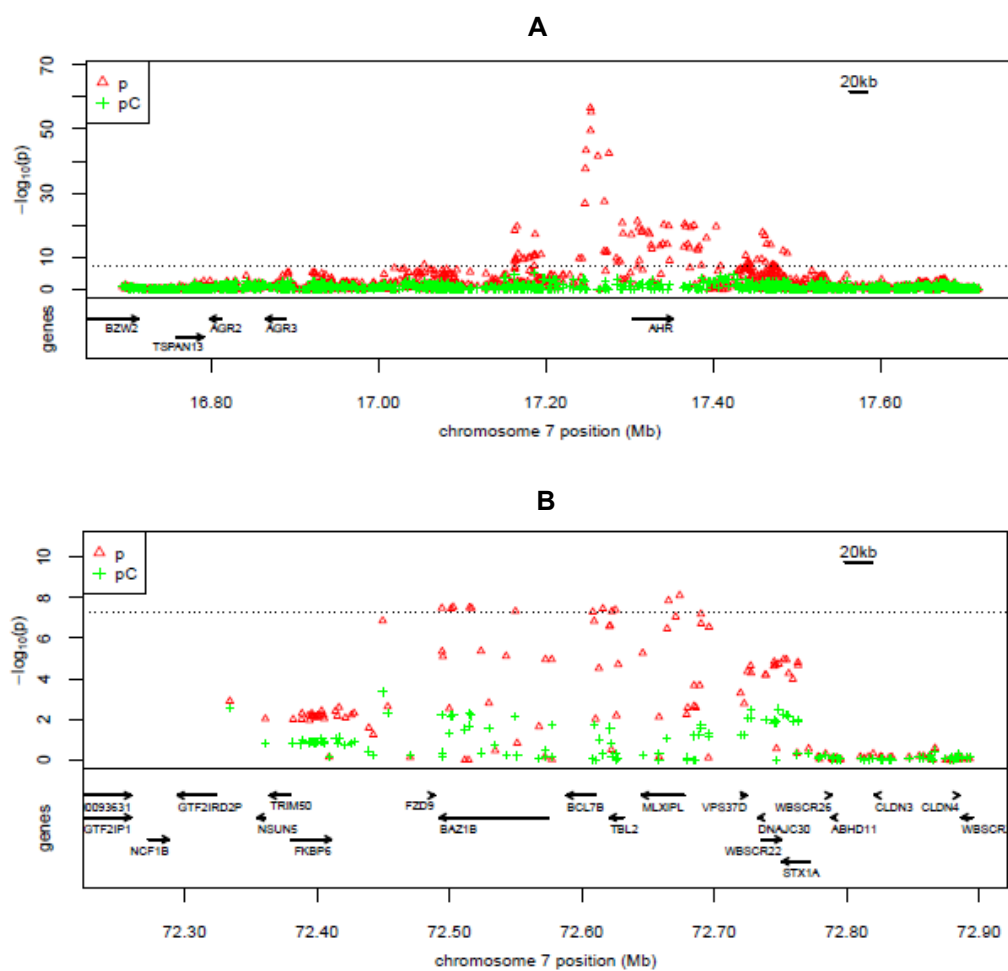 A
70
50
30
10
0
−log10(p)
p
pC
20kb
genes
BZW2
AGR2
AGR3
AHR
TSPAN13
16.80
17.00
17.20
17.40
17.60
chromosome 7 position (Mb)
B
10
8
6
4
2
0
−log10(p)
p
pC
20kb
genes
0093631
GTF2IRD2P
TRIM50
FZD9
BCL7B
MLXIPL
VPS37D
WBSCR26
CLDN3
CLDN4
GTF2IP1
NSUN5
BAZ1B
TBL2
DNAJC30
ABHD11
WBSCR
NCF1B
FKBP6
WBSCR22
STX1A
72.30
72.40
72.50
72.60
72.70
72.80
72.90
chromosome 7 position (Mb)